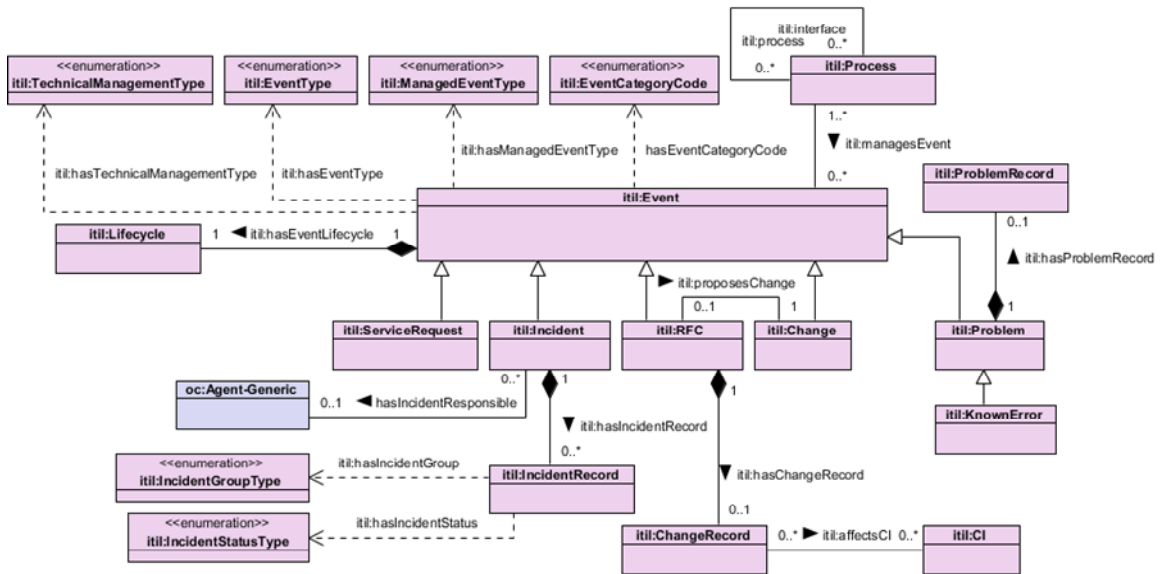 itil:interface
itil:process 0..*
0..*
<<enumeration>>
itil:TechnicalManagementType
<<enumeration>>
itil:EventType
<<enumeration>>
itil:ManagedEventType
<<enumeration>>
itil:EventCategoryCode
itil:Process
1..*
itil:managesEvent
0..*
itil:hasManagedEventType
hasEventCategoryCode
itil:hasTechnicalManagementType
itil:hasEventType
itil:ProblemRecord
0..1
itil:Event
itil:Lifecycle
1 itil:hasEventLifecycle 1
itil:hasProblemRecord
1
itil:proposesChange
0..1 1
itil:ServiceRequest
itil:Incident
itil:RFC
itil:Change
itil:Problem
0..* 1
1
oc:Agent-Generic
0..1 hasIncidentResponsible
itil:KnownError
itil:hasIncidentRecord
0..*
<<enumeration>>
itil:IncidentGroupType
itil:hasIncidentGroup
itil:IncidentRecord
itil:hasChangeRecord
0..1
<<enumeration>>
itil:IncidentStatusType
itil:hasIncidentStatus
itil:ChangeRecord
0..* itil:affectsCI 0..*
itil:CI